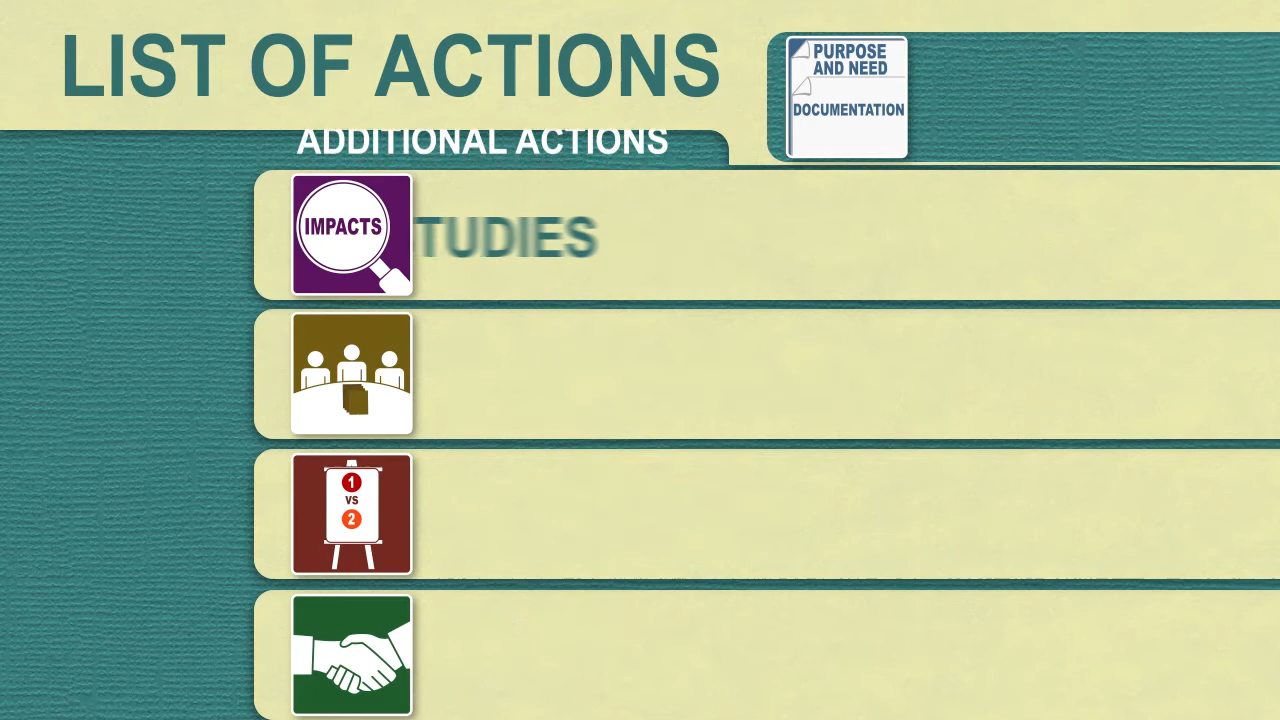 LIST OF ACTIONS
PURPOSE
AND NEED
DOCUMENTATION
ADDITIONAL ACTIONS
IMPACTS
TUDIES
1
VS
2